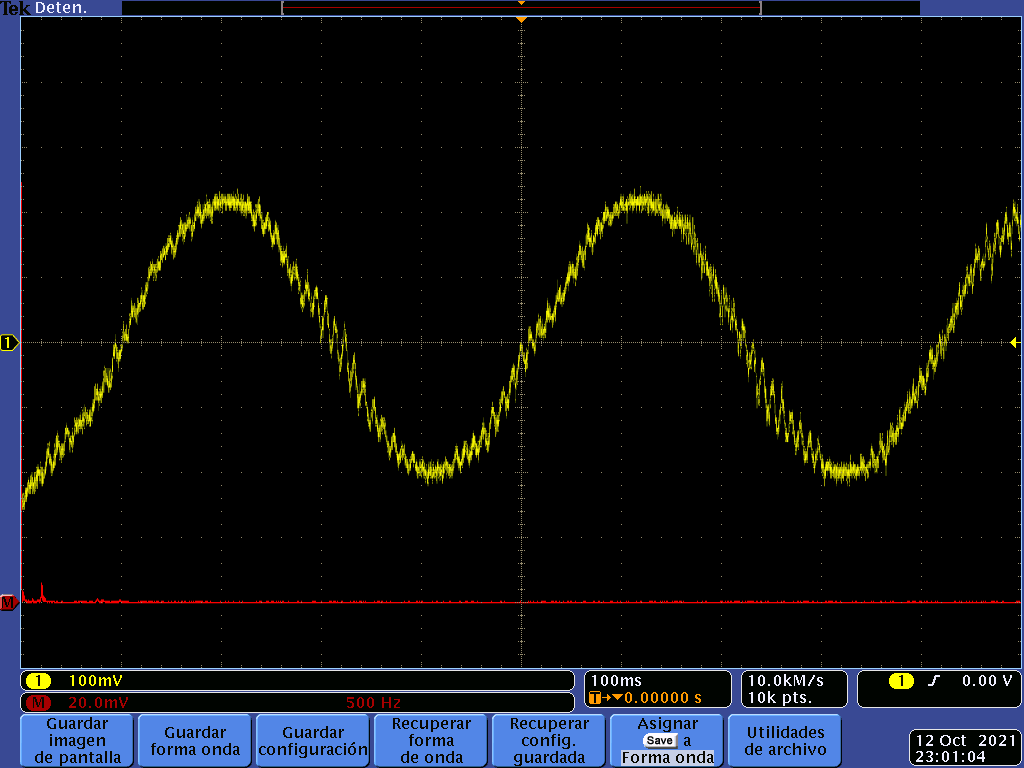 Tek Deten.
1
M
1 100mV
M 20.0mV 500 Hz
100ms
T→▼0.00000 s
10.0kM/s
10k pts.
1 0.00 V
Guardar
imagen
de pantalla
Guardar
forma onda
Guardar
configuración
Recuperar
forma
de onda
Recuperar
config.
guardada
Asignar
Save a
Forma onda
Utilidades
de archivo
12 Oct 2021
23:01:04